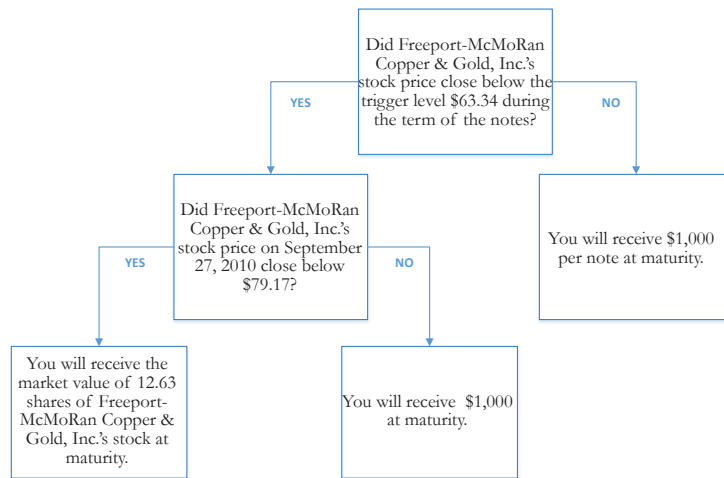 Did Freeport-McMoRan
Copper & Gold, Inc.'s
stock price close below the
trigger level $63.34 during
the term of the notes?
YES
NO
Did Freeport-McMoRan
Copper & Gold, Inc.'s
stock price on September
27, 2010 close below
$79.17?
You will receive $1,000
per note at maturity.
YES
NO
You will receive the
market value of 12.63
shares of Freeport-
McMoRan Copper &
Gold, Inc.'s stock at
maturity.
You will receive $1,000
at maturity.